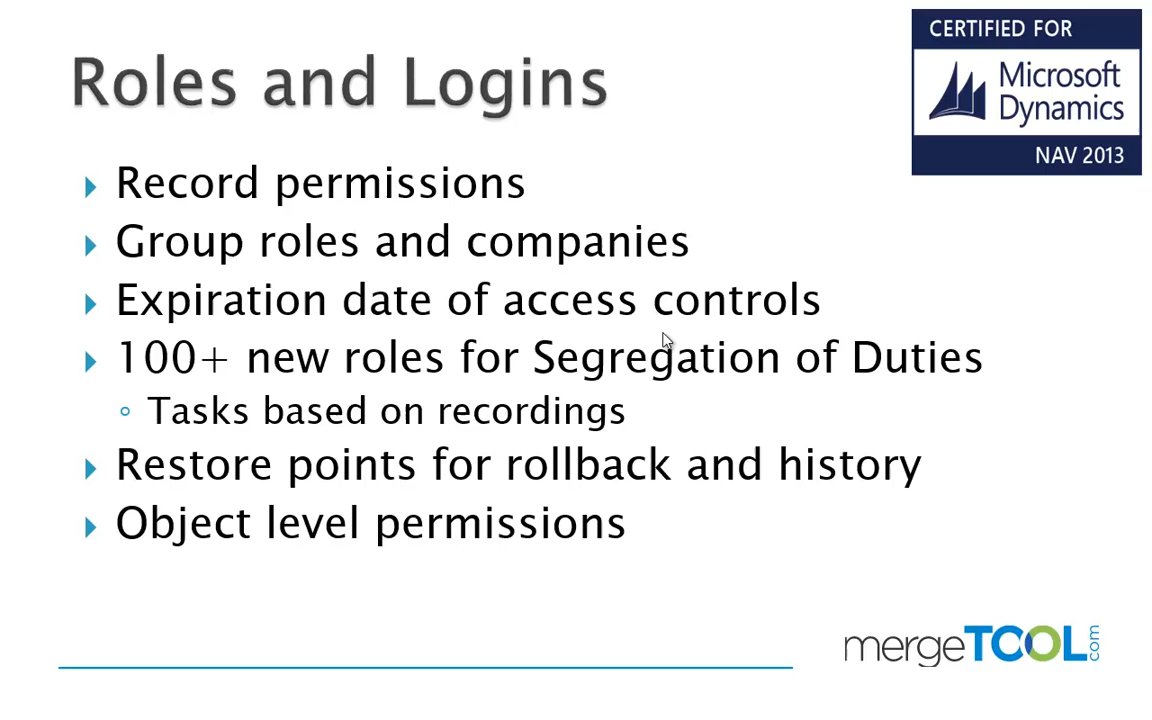 Roles and Logins
CERTIFIED FOR
Microsoft
Dynamics
NAV 2013
Record permissions
Group roles and companies
Expiration date of access controls
100+ new roles for Segregation of Duties
Tasks based on recordings
Restore points for rollback and history
Object level permissions
mergeTOOL.com